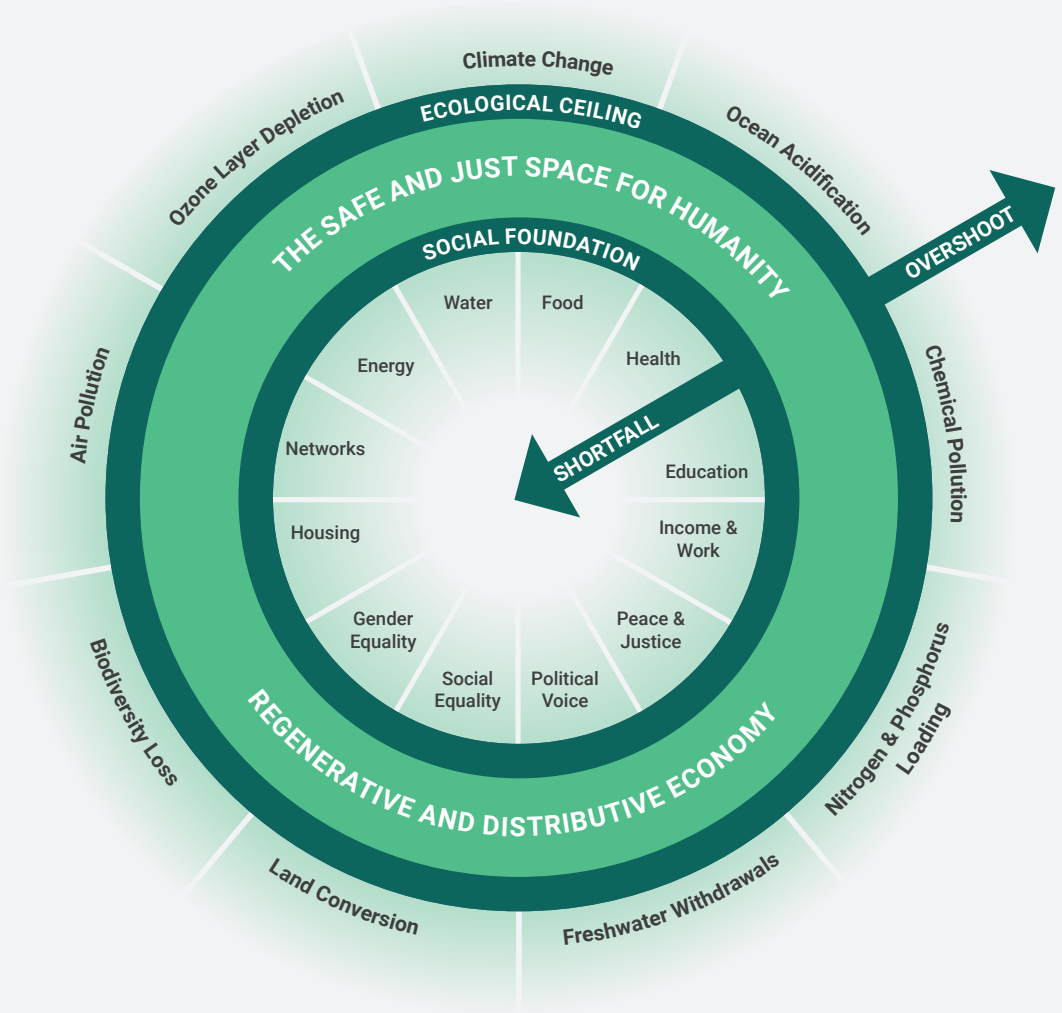 Climate Change
Ozone Layer Depletion
Ocean Acidification
ECOLOGICAL CEILING
THE SAFE AND JUST SPACE FOR HUMANITY
OVERSHOOT
SOCIAL FOUNDATION
Water
Food
Energy
Health
Air Pollution
Chemical Pollution
Networks
SHORTFALL
Education
Housing
Income &
Work
Gender
Equality
Peace &
Justice
Social
Equality
Political
Voice
Biodiversity Loss
Nitrogen & Phosphorus
Loading
REGENERATIVE AND DISTRIBUTIVE ECONOMY
Land Conversion
Freshwater Withdrawals